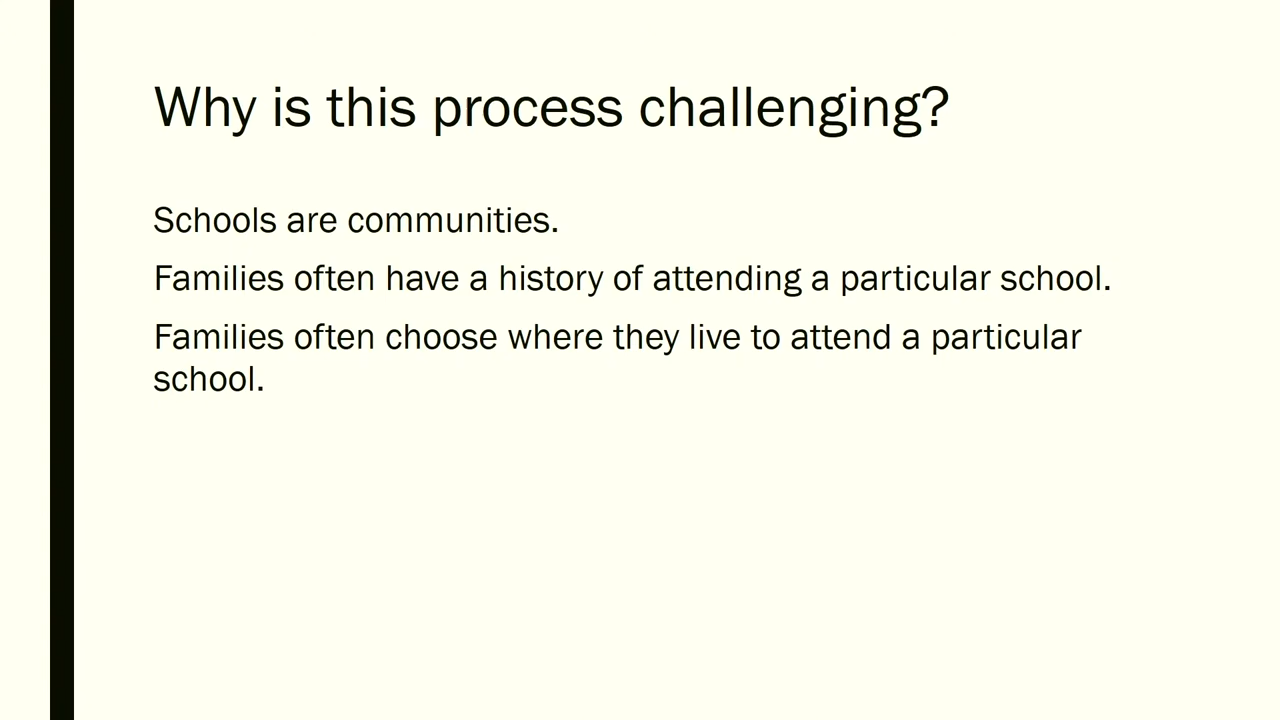 Why is this process challenging?
Schools are communities.
Families often have a history of attending a particular school.
Families often choose where they live to attend a particular
school.